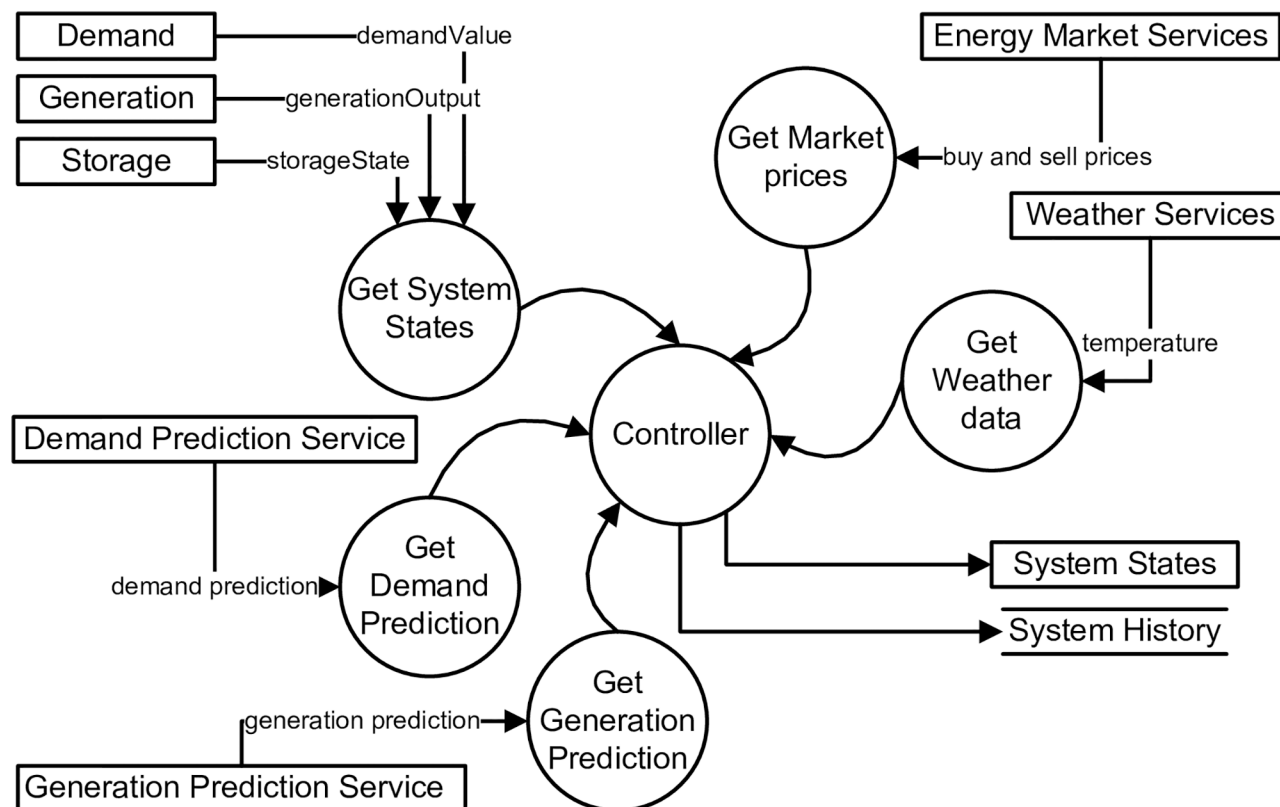 Demand
demandValue
Energy Market Services
Generation
generationOutput
Storage
storageState
Get Market
prices
buy and sell prices
Weather Services
Get System
States
temperature
Get
Weather
data
Demand Prediction Service
Controller
demand prediction
Get
Demand
Prediction
System States
System History
generation prediction
Get
Generation
Prediction
Generation Prediction Service